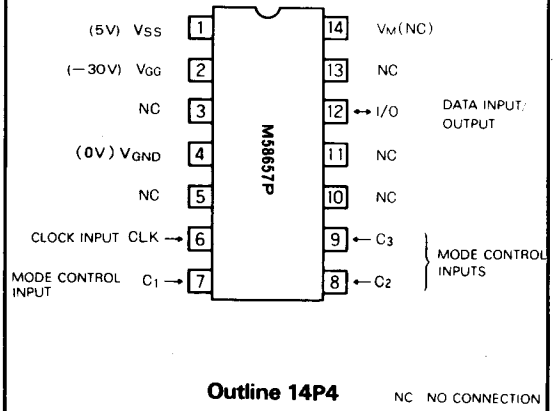 (5V) VSS 1
(−30V) VGG 2
NC 3
(0V) VGND 4
NC 5
CLOCK INPUT CLK → 6
MODE CONTROL INPUT C1 → 7
M58657P
14 VM(NC)
13 NC
12 ↔ I/O DATA INPUT/
OUTPUT
11 NC
10 NC
9 ← C3
8 ← C2
MODE CONTROL
INPUTS
Outline 14P4
NC NO CONNECTION